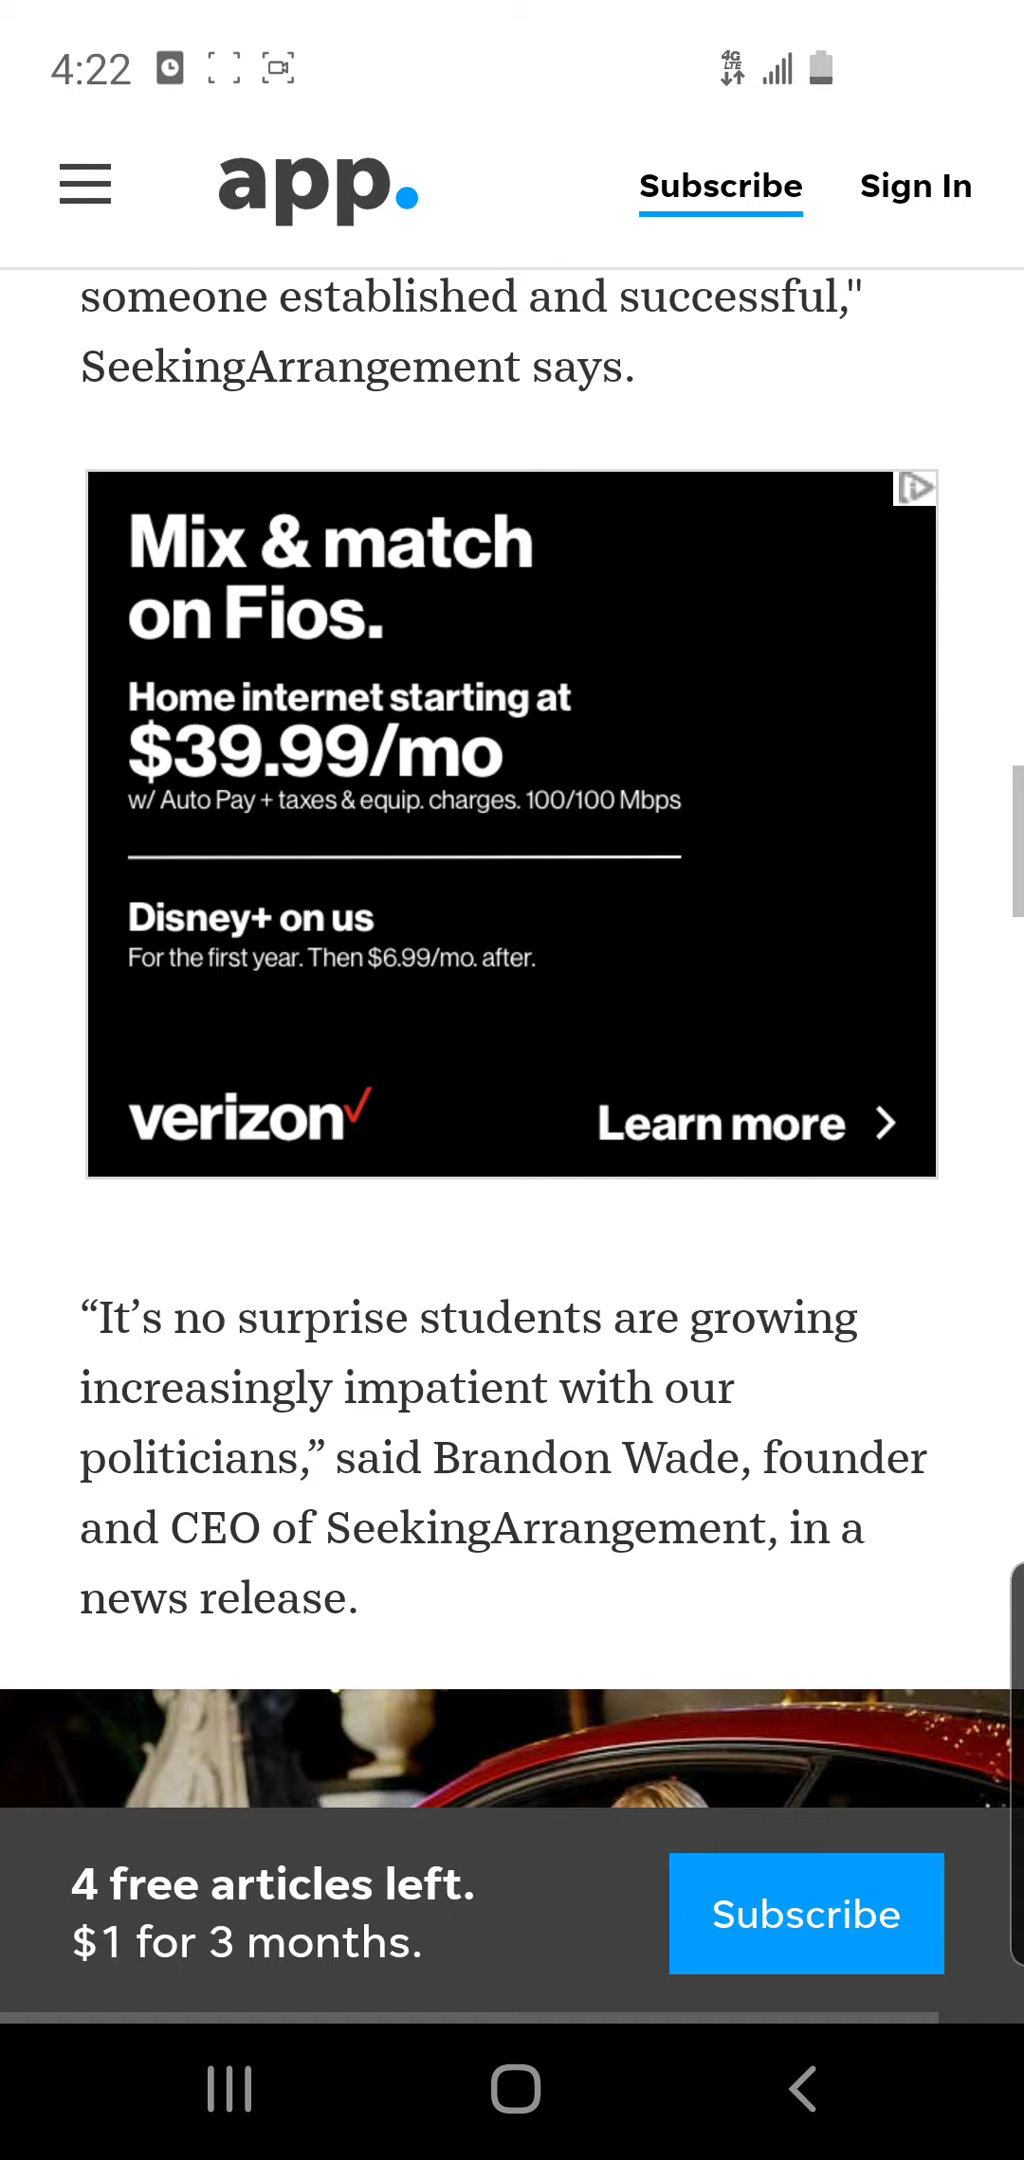 4:22
4G
LTE
app.
Subscribe
Sign In
someone established and successful,"
SeekingArrangement says.
Mix & match
on Fios.
Home internet starting at
$39.99/mo
w/ Auto Pay + taxes & equip. charges. 100/100 Mbps
Disney+ on us
For the first year. Then $6.99/mo. after.
verizon✓
Learn more >
“It’s no surprise students are growing
increasingly impatient with our
politicians,” said Brandon Wade, founder
and CEO of SeekingArrangement, in a
news release.
4 free articles left.
$1 for 3 months.
Subscribe